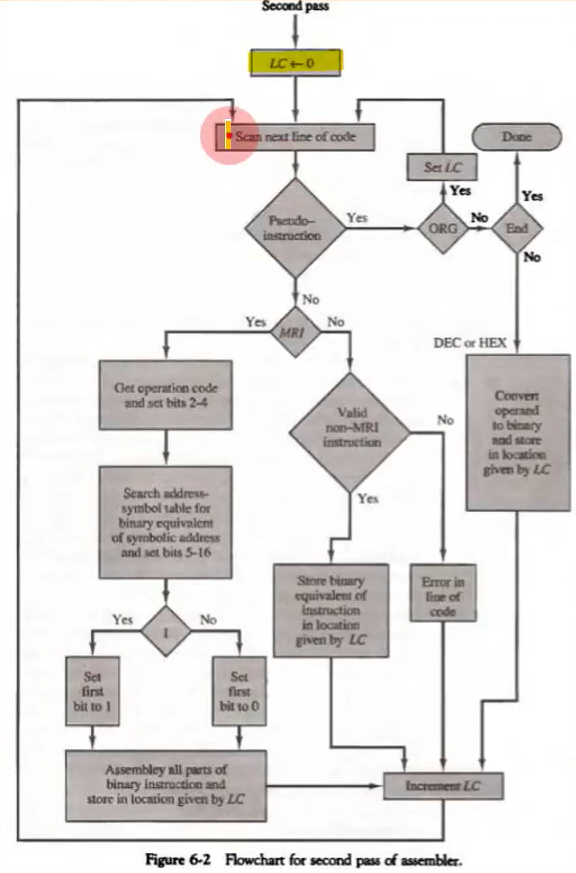 Second pass
LC ← 0
Scan next line of code
Done
Set LC
Yes
Yes
Pseudo-
instruction
Yes
ORG
No
End
No
No
Yes
MRI
No
DEC or HEX
Get operation code
and set bits 2-4
Valid
non-MRI
instruction
No
Convert
operand
to binary
and store
in location
given by LC
Search address-
symbol table for
binary equivalent
of symbolic address
and set bits 5-16
Yes
Store binary
equivalent of
instruction
in location
given by LC
Error in
line of
code
Yes
I
No
Set
first
bit to 1
Set
first
bit to 0
Assembley all parts of
binary instruction and
store in location given by LC
Increment LC
Figure 6-2 Flowchart for second pass of assembler.